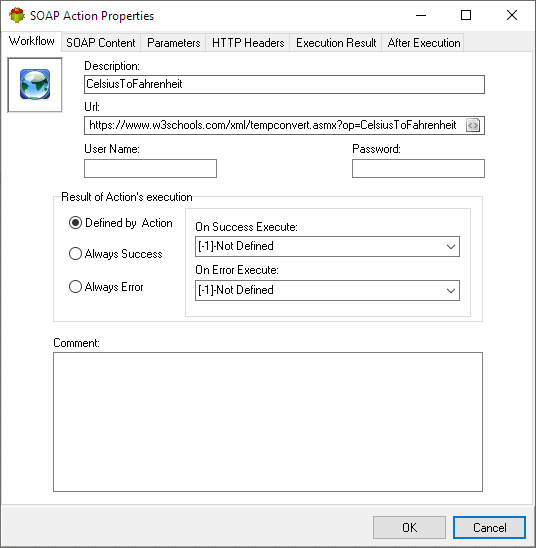 SOAP Action Properties
Workflow SOAP Content Parameters HTTP Headers Execution Result After Execution
Description:
CelsiusToFahrenheit
Url:
https://www.w3schools.com/xml/tempconvert.asmx?op=CelsiusToFahrenheit <>
User Name: Password:
Result of Action's execution
Defined by Action
Always Success
Always Error
On Success Execute:
[-1]-Not Defined
On Error Execute:
[-1]-Not Defined
Comment:
OK Cancel